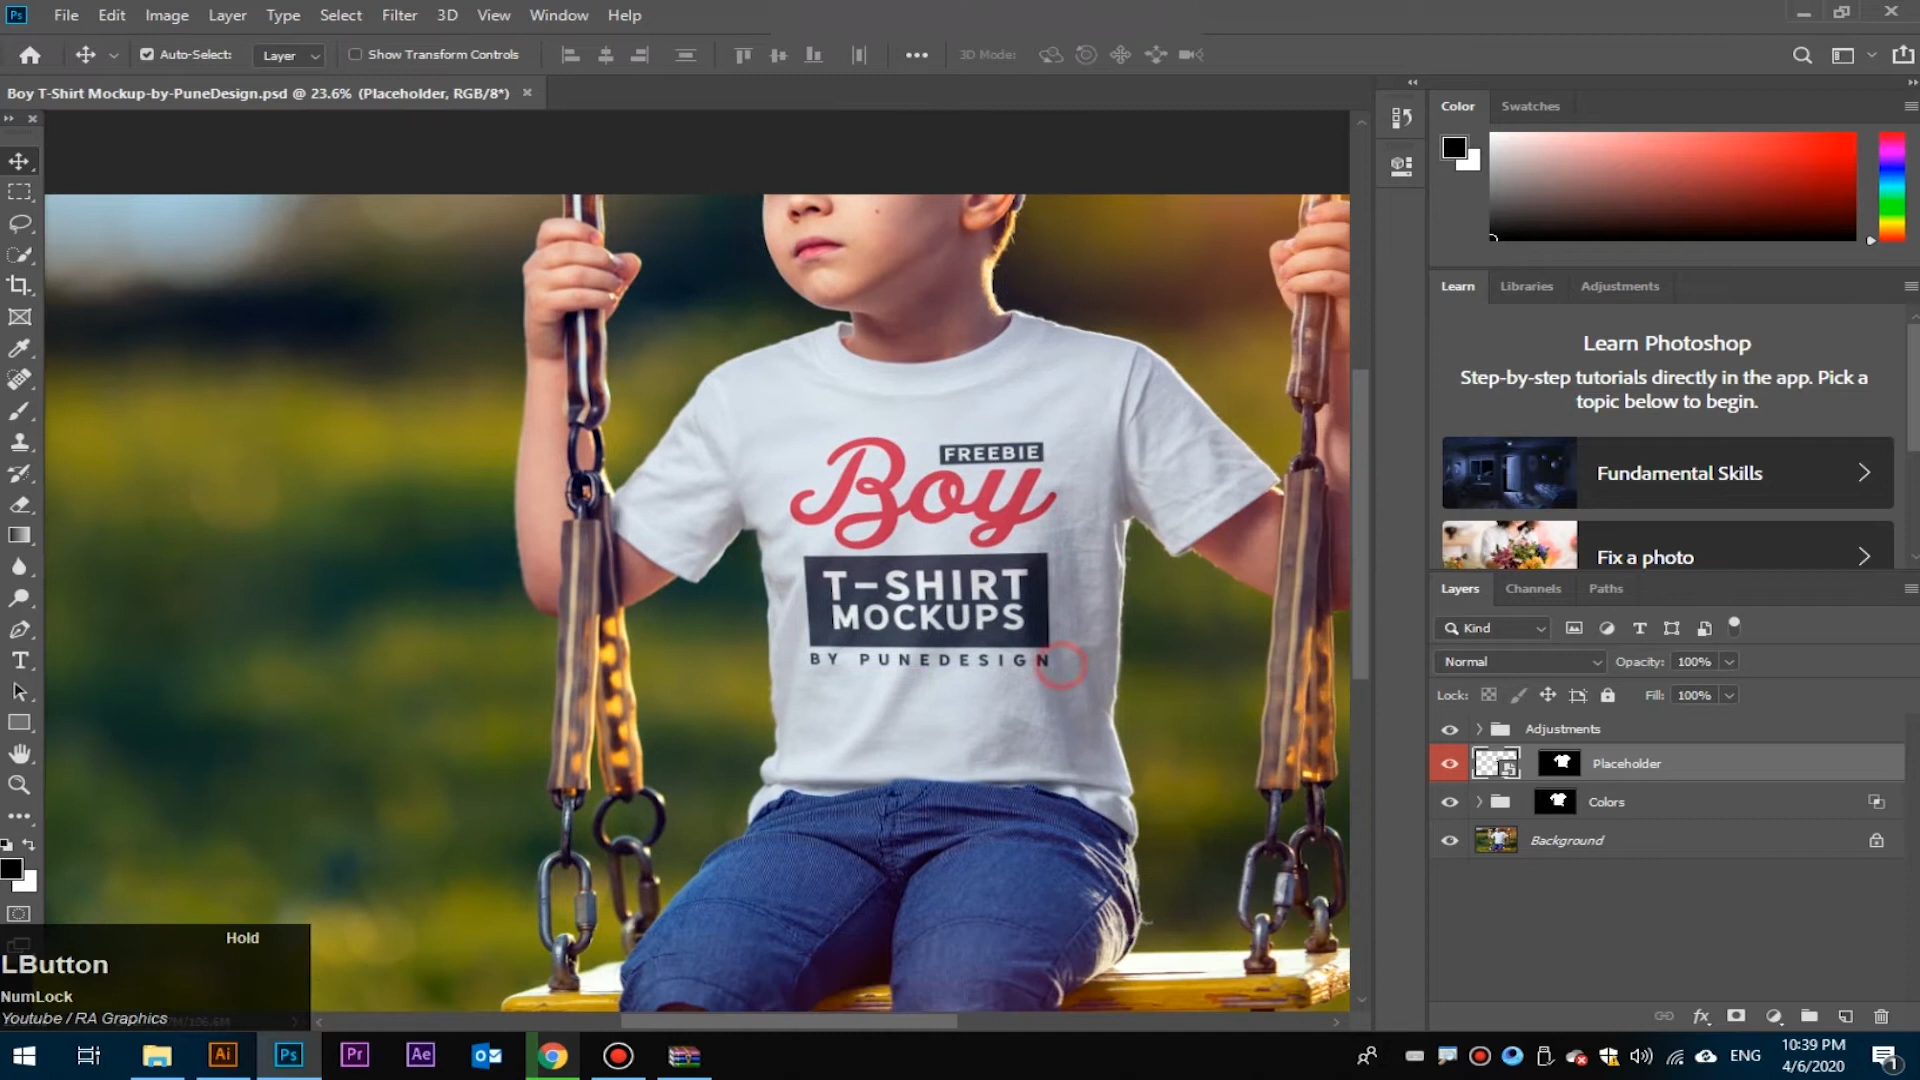 Ps File Edit Image Layer Type Select Filter 3D View Window Help
Auto-Select: Layer Show Transform Controls 3D Mode:
Boy T-Shirt Mockup-by-PuneDesign.psd @ 23.6% (Placeholder, RGB/8*)
Color Swatches
Learn Libraries Adjustments
Learn Photoshop
Step-by-step tutorials directly in the app. Pick a
topic below to begin.
Fundamental Skills
Fix a photo
FREEBIE
Boy
T-SHIRT
MOCKUPS
BY PUNEDESIGN
Layers Channels Paths
Kind
Normal Opacity: 100%
Lock: Fill: 100%
Adjustments
Placeholder
Colors
Background
Hold
LButton
NumLock
Youtube / RA Graphics
Ai Ps Pr Ae
ENG
10:39 PM
4/6/2020
1